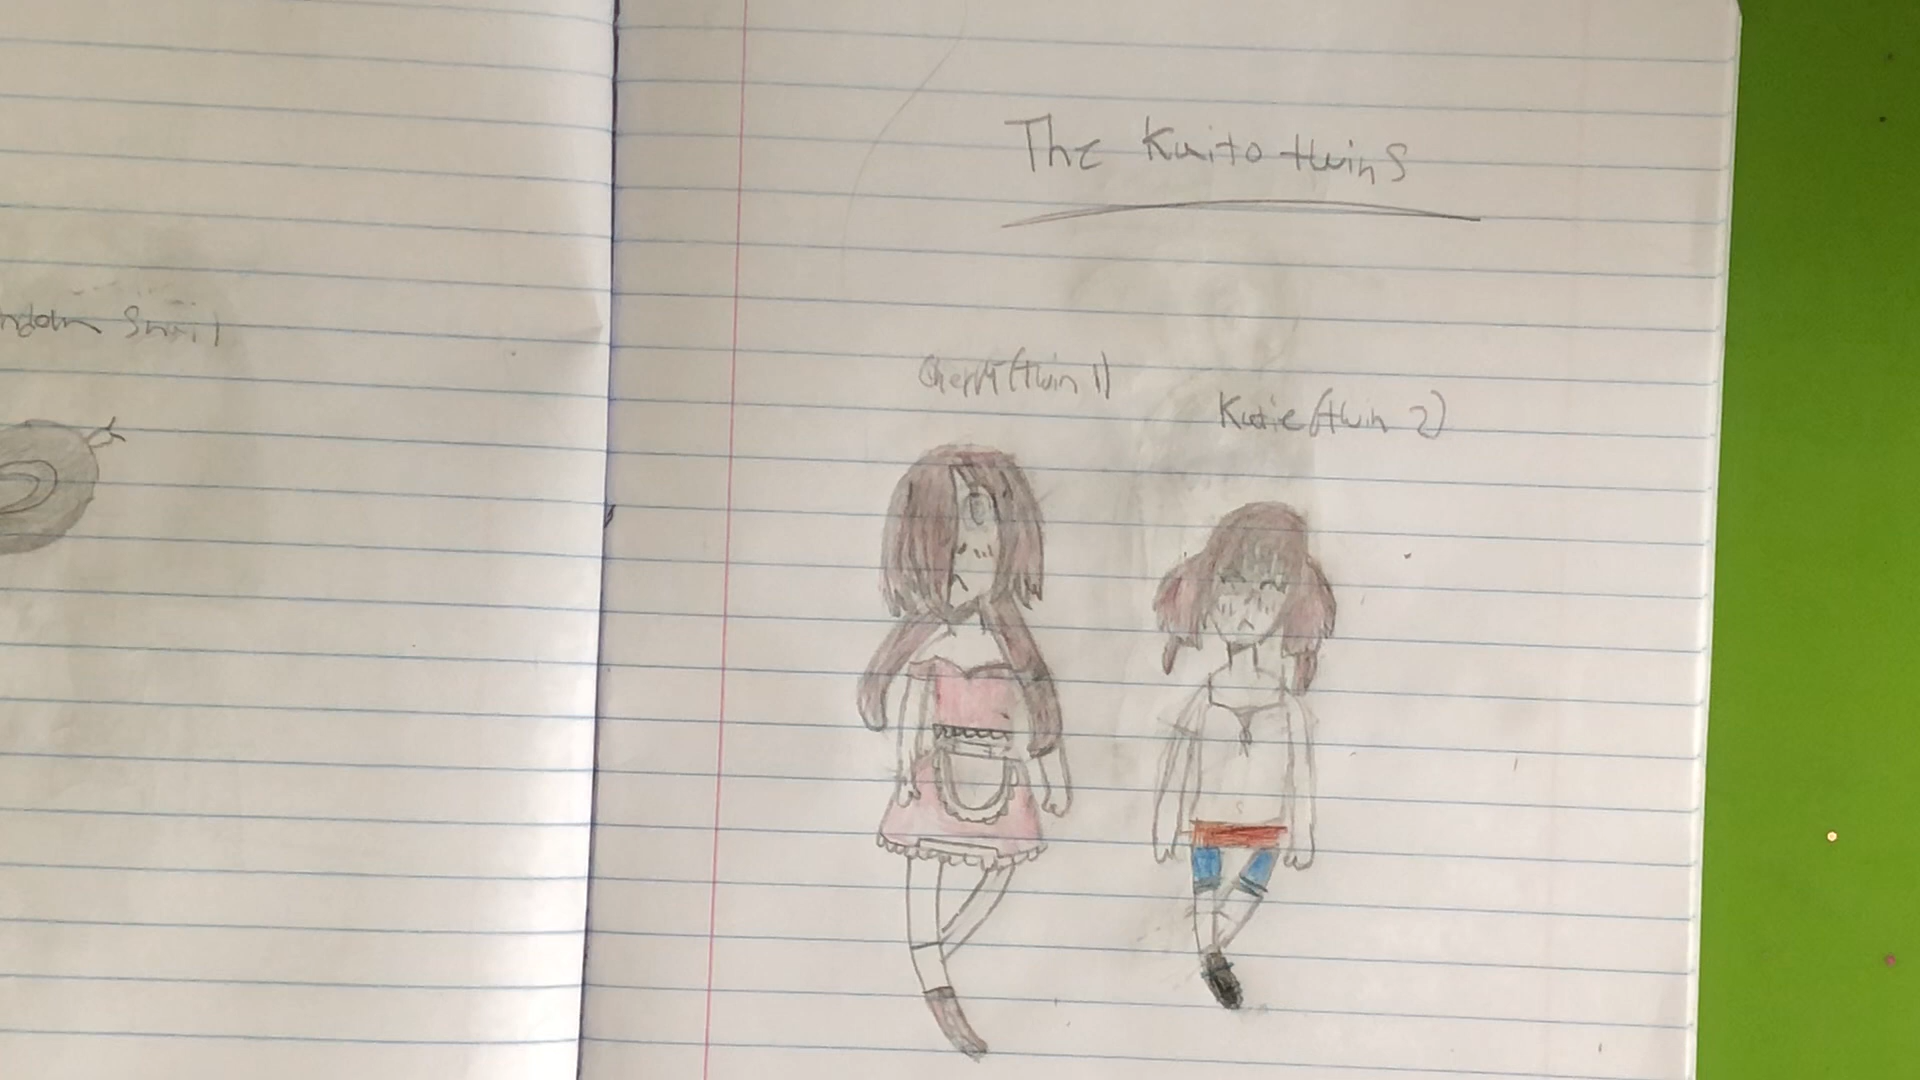 Snail
The Kaito twins
Cherry (twin 1)
Katie (twin 2)